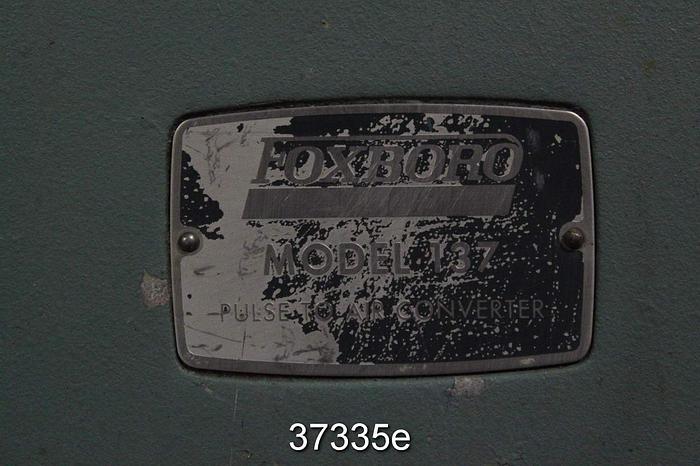 FOXBORO
MODEL 137
PULSE TO AIR CONVERTER
37335e